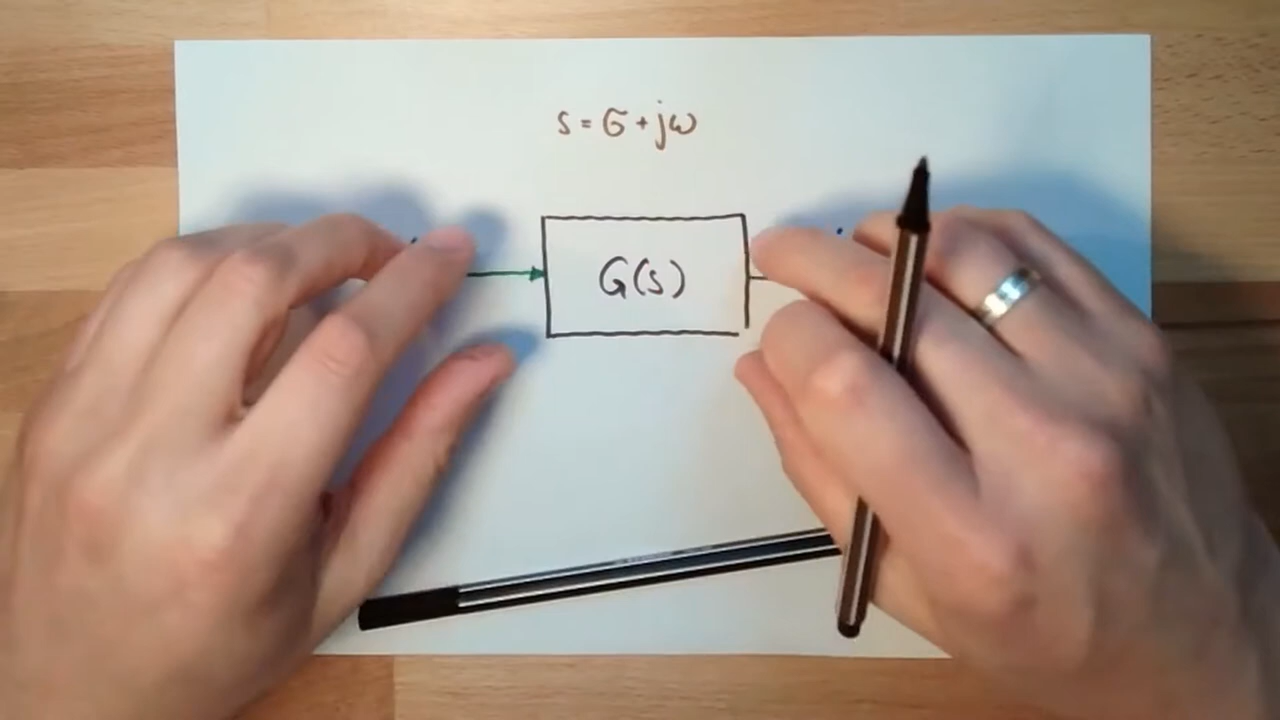 s = σ + jω
G(s)